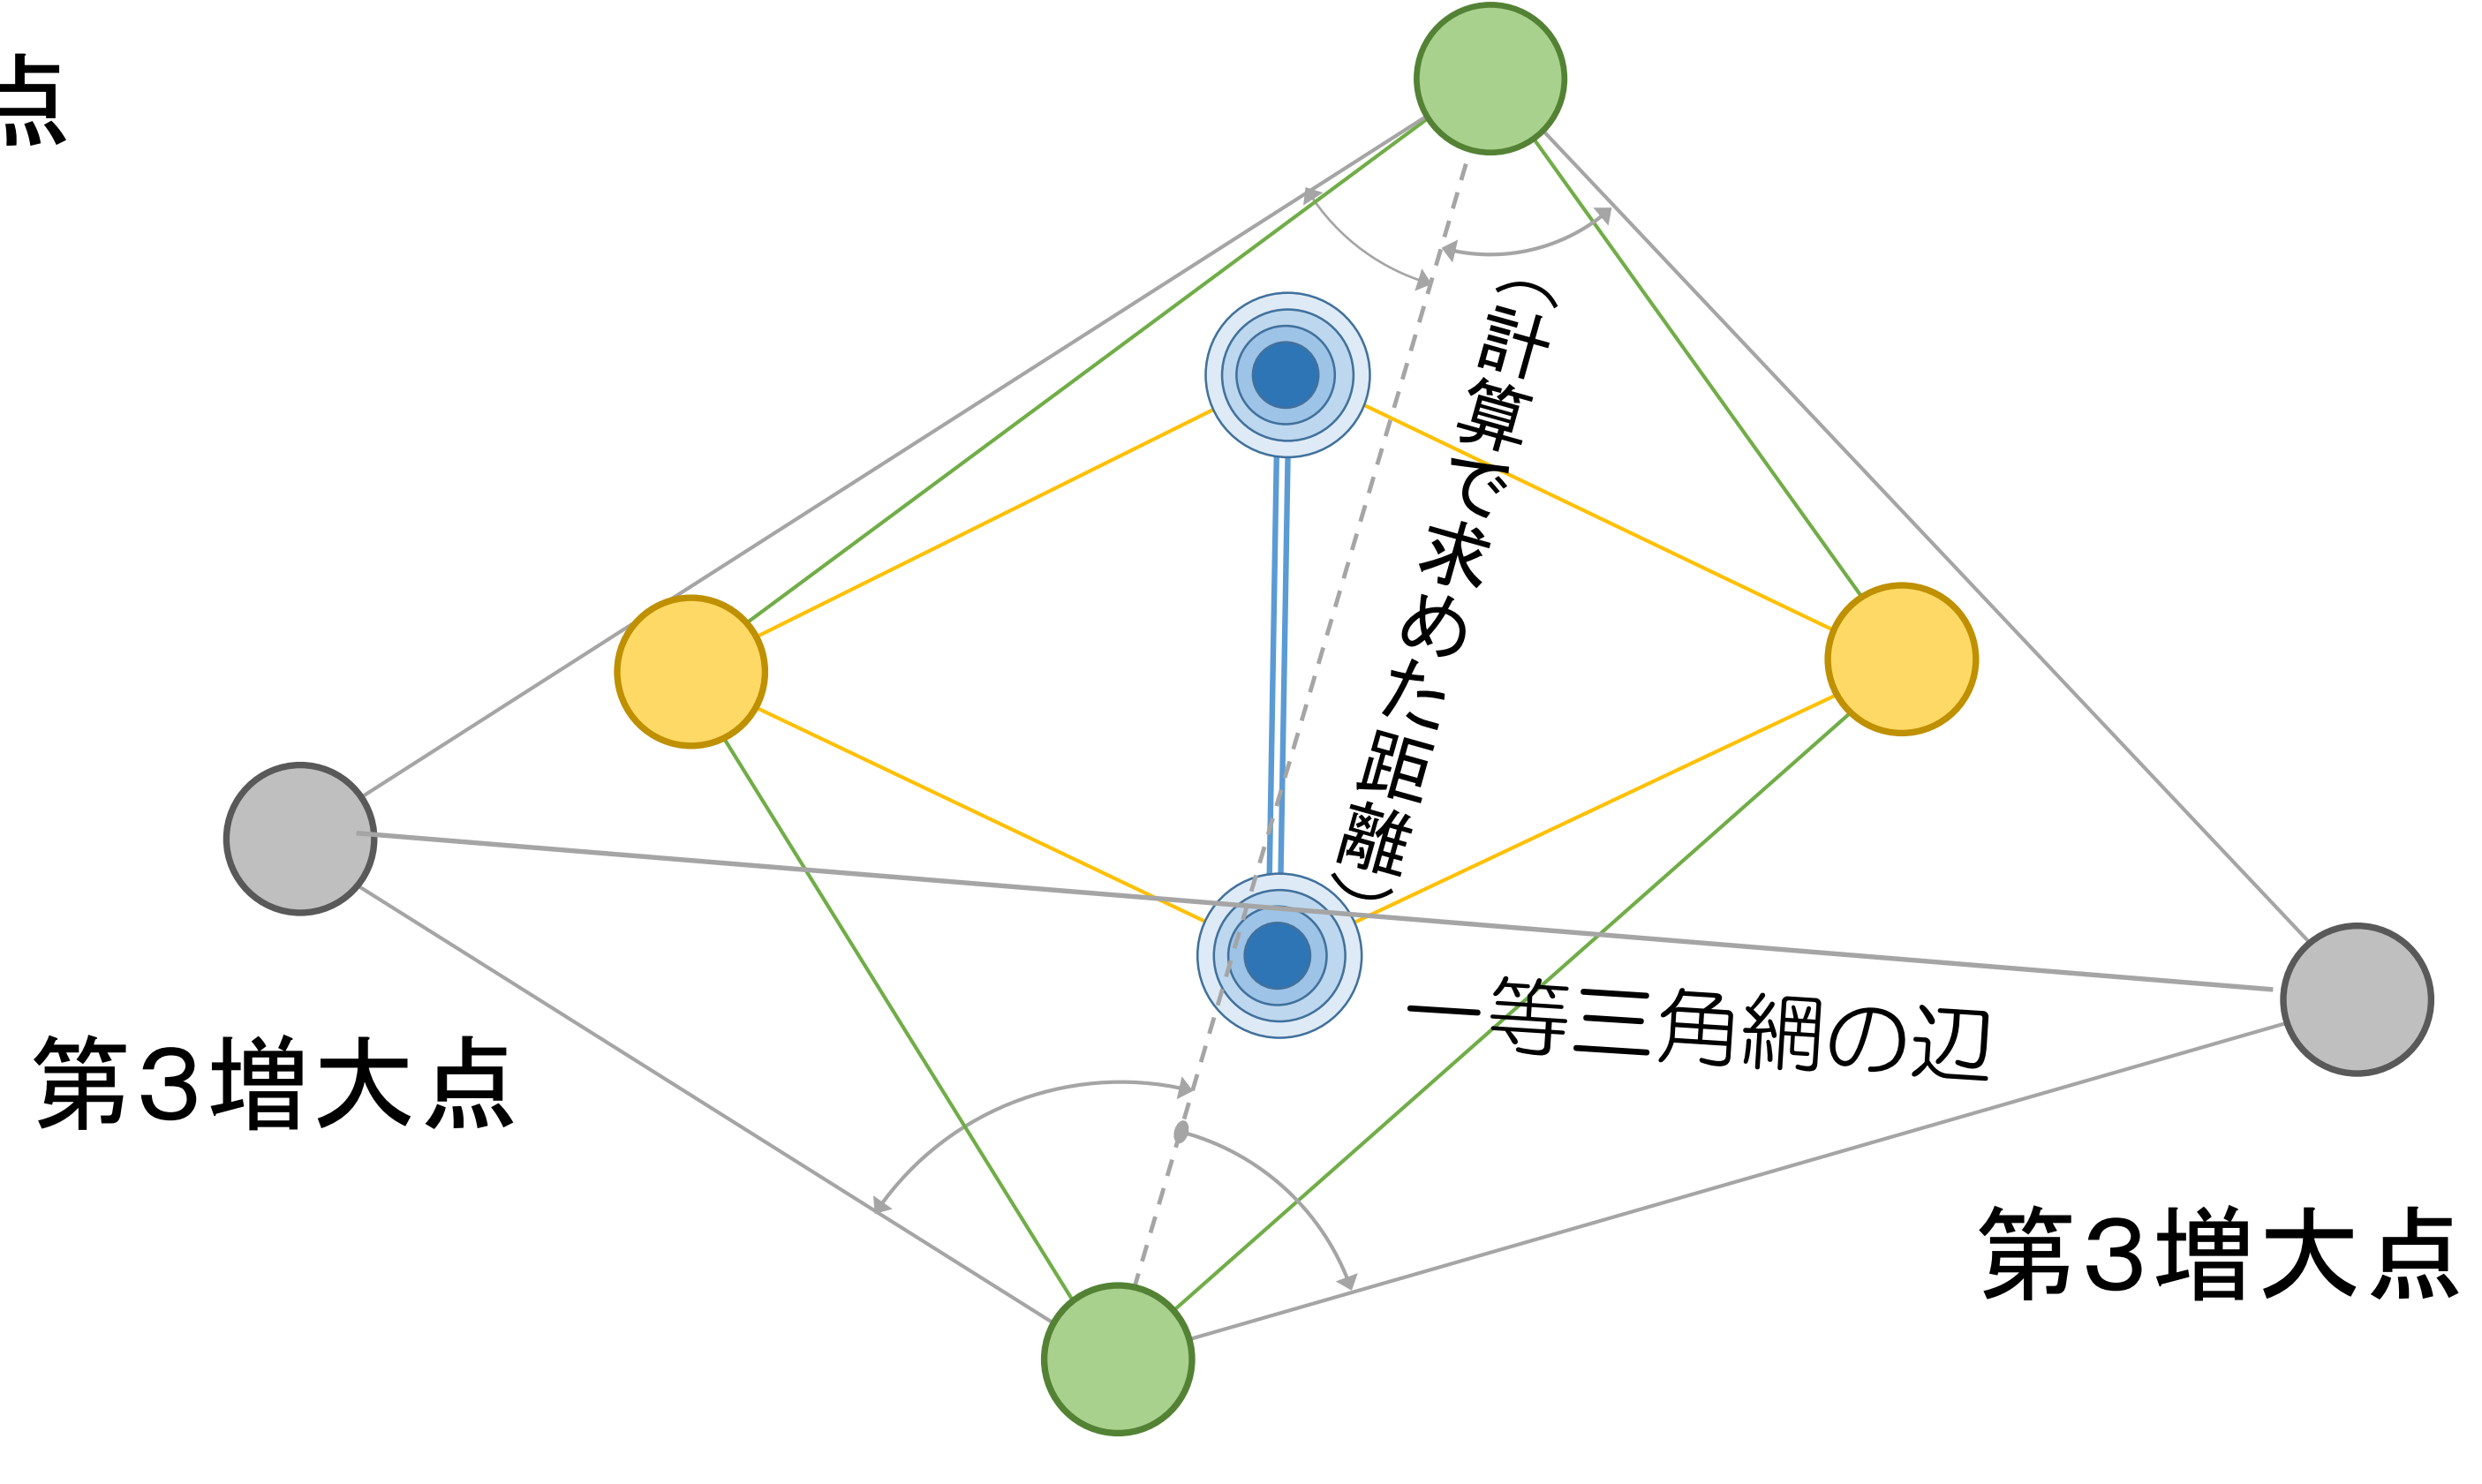 点
（計算で求めた距離）
一等三角網の辺
第3増大点
第3増大点